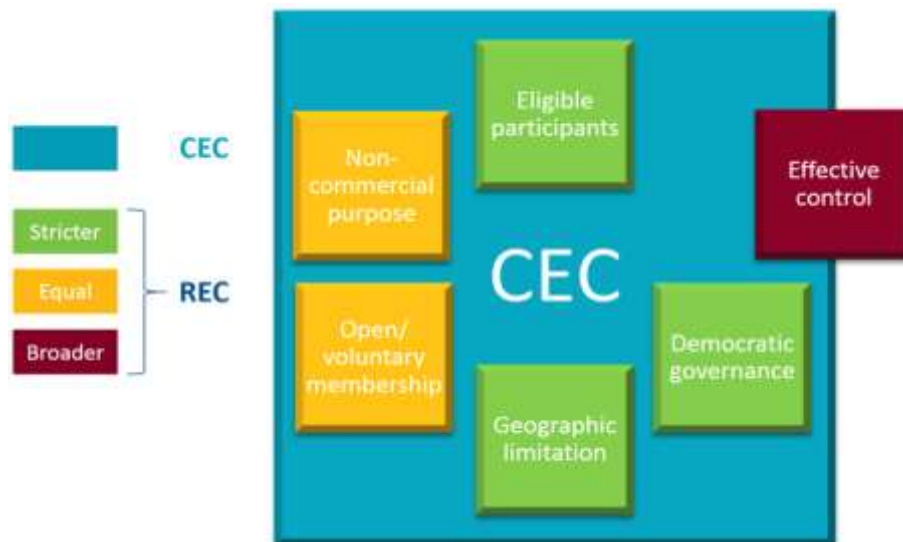 CEC
Stricter
Equal
Broader
REC
Eligible
participants
Non-
commercial
purpose
Effective
control
CEC
Open/
voluntary
membership
Democratic
governance
Geographic
limitation